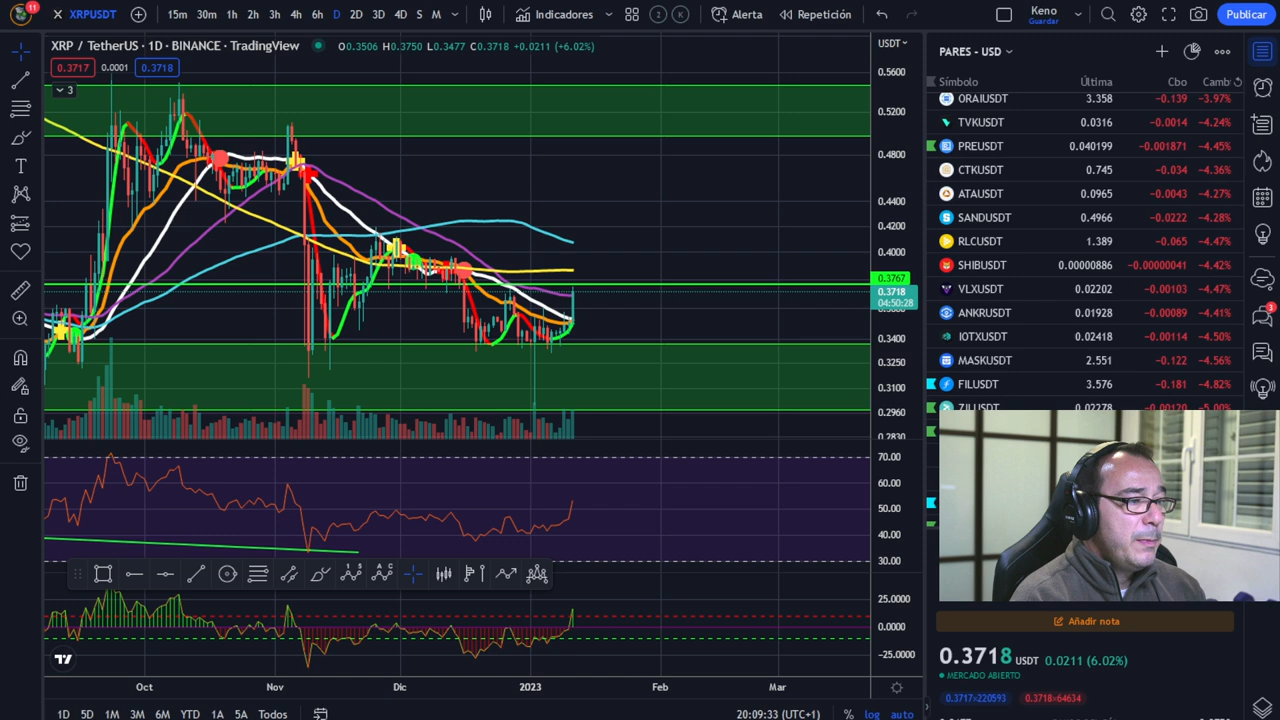 11
XRPUSDT
15m 30m 1h 2h 3h 4h 6h D 2D 3D 4D S M
Indicadores
2 K
Alerta
Repetición
Keno
Guardar
Publicar
XRP / TetherUS · 1D · BINANCE · TradingView
O0.3506 H0.3750 L0.3477 C0.3718 +0.0211 (+6.02%)
0.3717 0.0001 0.3718
3
USDT
0.5600
0.5200
0.4800
0.4400
0.4200
0.4000
0.3767
0.3718
04:50:28
0.3400
0.3250
0.3100
0.2960
0.2830
70.00
60.00
50.00
40.00
30.00
25.0000
0.0000
−25.0000
Oct Nov Dic 2023 Feb Mar
1D 5D 1M 3M 6M YTD 1A 5A Todos
20:09:33 (UTC+1)
% log auto
PARES - USD
Símbolo Última Cbo Camb
ORAIUSDT 3.358 −0.139 −3.97%
TVKUSDT 0.0316 −0.0014 −4.24%
PREUSDT 0.040199 −0.001871 −4.45%
CTKUSDT 0.745 −0.034 −4.36%
ATAUSDT 0.0965 −0.0043 −4.27%
SANDUSDT 0.4966 −0.0222 −4.28%
RLCUSDT 1.389 −0.065 −4.47%
SHIBUSDT −0.00000041 −4.42%
VLXUSDT 0.02202 −0.00103 −4.47%
ANKRUSDT 0.01928 −0.00089 −4.41%
IOTXUSDT 0.02418 −0.00114 −4.50%
MASKUSDT 2.551 −0.122 −4.56%
FILUSDT 3.576 −0.181 −4.82%
ZILUSDT 0.02278 −0.00120 −5.00%
3
Añadir nota
0.3718 USDT 0.0211 (6.02%)
MERCADO ABIERTO
0.3717×220593 0.3718×64634